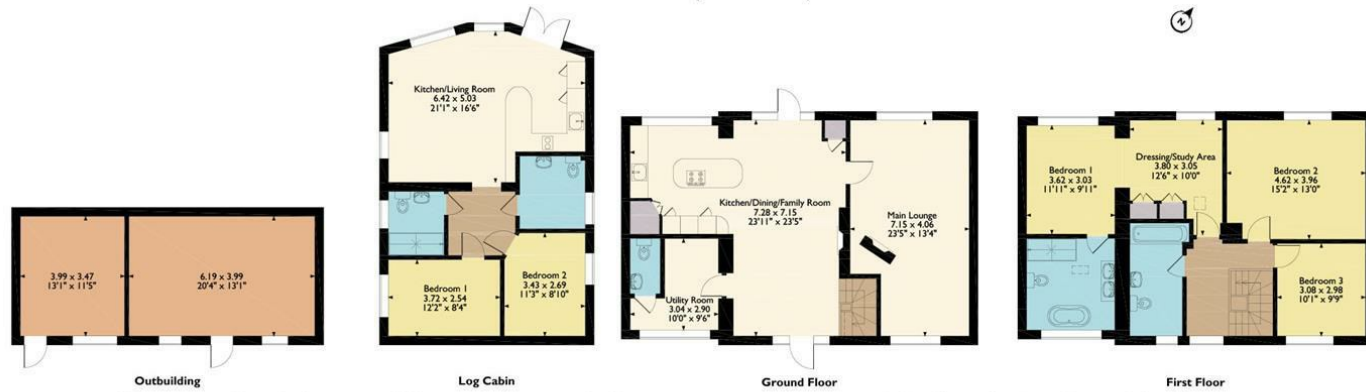 N
Kitchen/Living Room
6.42 x 5.03
21'1" x 16'6"
Bedroom 1
3.72 x 2.54
12'2" x 8'4"
Bedroom 2
3.43 x 2.69
11'3" x 8'10"
3.99 x 3.47
13'1" x 11'5"
6.19 x 3.99
20'4" x 13'1"
Kitchen/Dining/Family Room
7.28 x 7.15
23'11" x 23'5"
Main Lounge
7.15 x 4.06
23'5" x 13'4"
Utility Room
3.04 x 2.90
10'0" x 9'6"
Bedroom 1
3.62 x 3.03
11'11" x 9'11"
Dressing/Study Area
3.80 x 3.05
12'6" x 10'0"
Bedroom 2
4.62 x 3.96
15'2" x 13'0"
Bedroom 3
3.08 x 2.98
10'1" x 9'9"
Outbuilding
Log Cabin
Ground Floor
First Floor